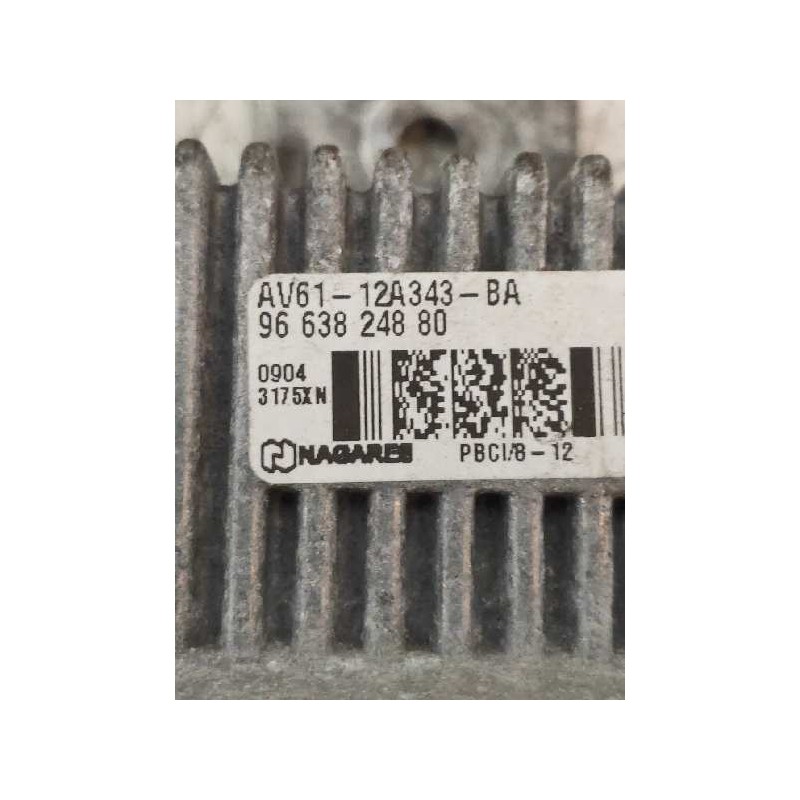 AV61-12A343-BA
96 638 248 80
0904
3175XN
NAGARES PBCI/8-12